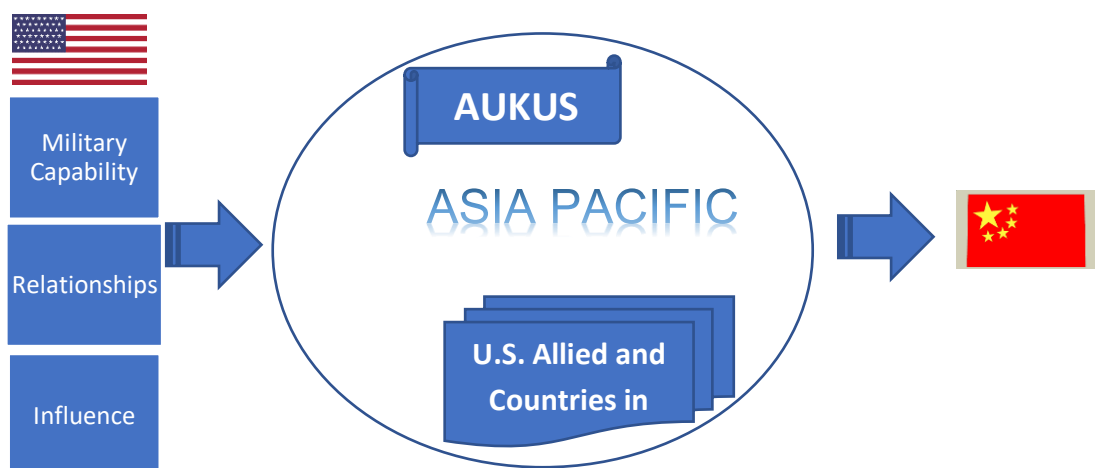 Military
Capability
Relationships
Influence
AUKUS
ASIA PACIFIC
U.S. Allied and
Countries in